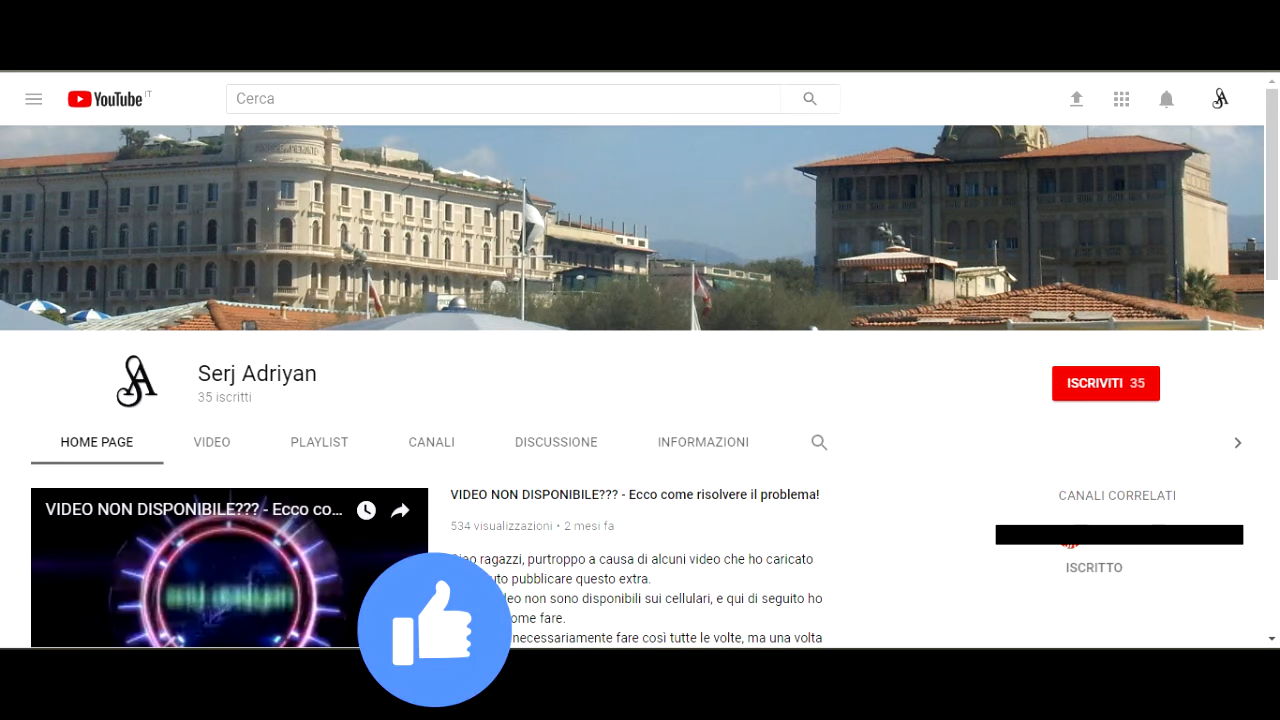 YouTube IT
Cerca
Serj Adriyan
35 iscritti
ISCRIVITI 35
HOME PAGE
VIDEO
PLAYLIST
CANALI
DISCUSSIONE
INFORMAZIONI
VIDEO NON DISPONIBILE??? - Ecco co...
VIDEO NON DISPONIBILE??? - Ecco come risolvere il problema!
534 visualizzazioni • 2 mesi fa
ragazzi, purtroppo a causa di alcuni video che ho caricato
pubblicare questo extra.
non sono disponibili sui cellulari, e qui di seguito ho
come fare.
necessariamente fare così tutte le volte, ma una volta
CANALI CORRELATI
ISCRITTO